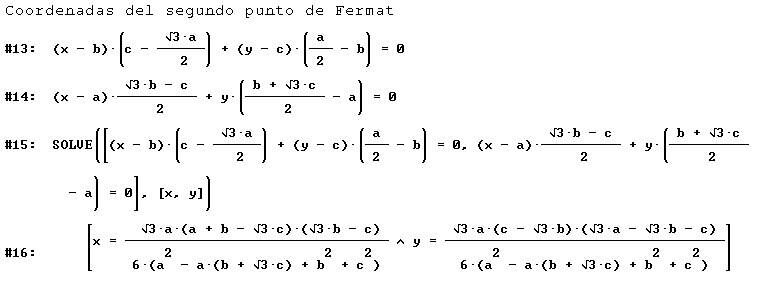 Coordenadas del segundo punto de Fermat
#13: (x - b)·(c - √3·a/2) + (y - c)·(a/2 - b) = 0
#14: (x - a)·(√3·b - c)/2 + y·((b + √3·c)/2 - a) = 0
#15: SOLVE([(x - b)·(c - √3·a/2) + (y - c)·(a/2 - b) = 0, (x - a)·(√3·b - c)/2 + y·((b + √3·c)/2
- a) = 0], [x, y])
#16: [x = √3·a·(a + b - √3·c)·(√3·b - c)/(6·(a² - a·(b + √3·c) + b² + c²)) ∧ y = √3·a·(c - √3·b)·(√3·a - √3·b - c)/(6·(a² - a·(b + √3·c) + b² + c²))]